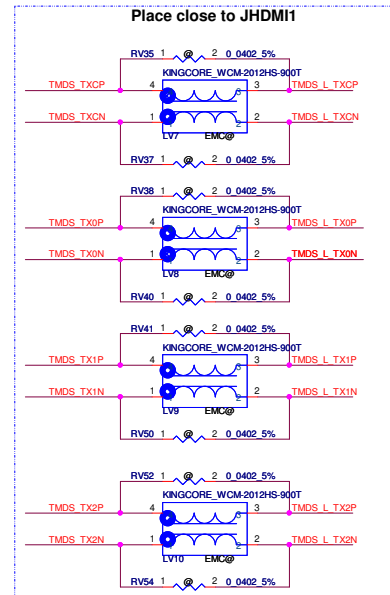 Place close to JHDMI1
RV35 1 @ 2 0_0402_5%
KINGCORE_WCM-2012HS-900T
TMDS_TXCP 4 3 TMDS_L_TXCP
TMDS_TXCN 1 2 TMDS_L_TXCN
LV7 EMC@
RV37 1 @ 2 0_0402_5%
RV38 1 @ 2 0_0402_5%
KINGCORE_WCM-2012HS-900T
TMDS_TX0P 4 3 TMDS_L_TX0P
TMDS_TX0N 1 2 TMDS_L_TX0N
LV8 EMC@
RV40 1 @ 2 0_0402_5%
RV41 1 @ 2 0_0402_5%
KINGCORE_WCM-2012HS-900T
TMDS_TX1P 4 3 TMDS_L_TX1P
TMDS_TX1N 1 2 TMDS_L_TX1N
LV9 EMC@
RV50 1 @ 2 0_0402_5%
RV52 1 @ 2 0_0402_5%
KINGCORE_WCM-2012HS-900T
TMDS_TX2P 4 3 TMDS_L_TX2P
TMDS_TX2N 1 2 TMDS_L_TX2N
LV10 EMC@
RV54 1 @ 2 0_0402_5%